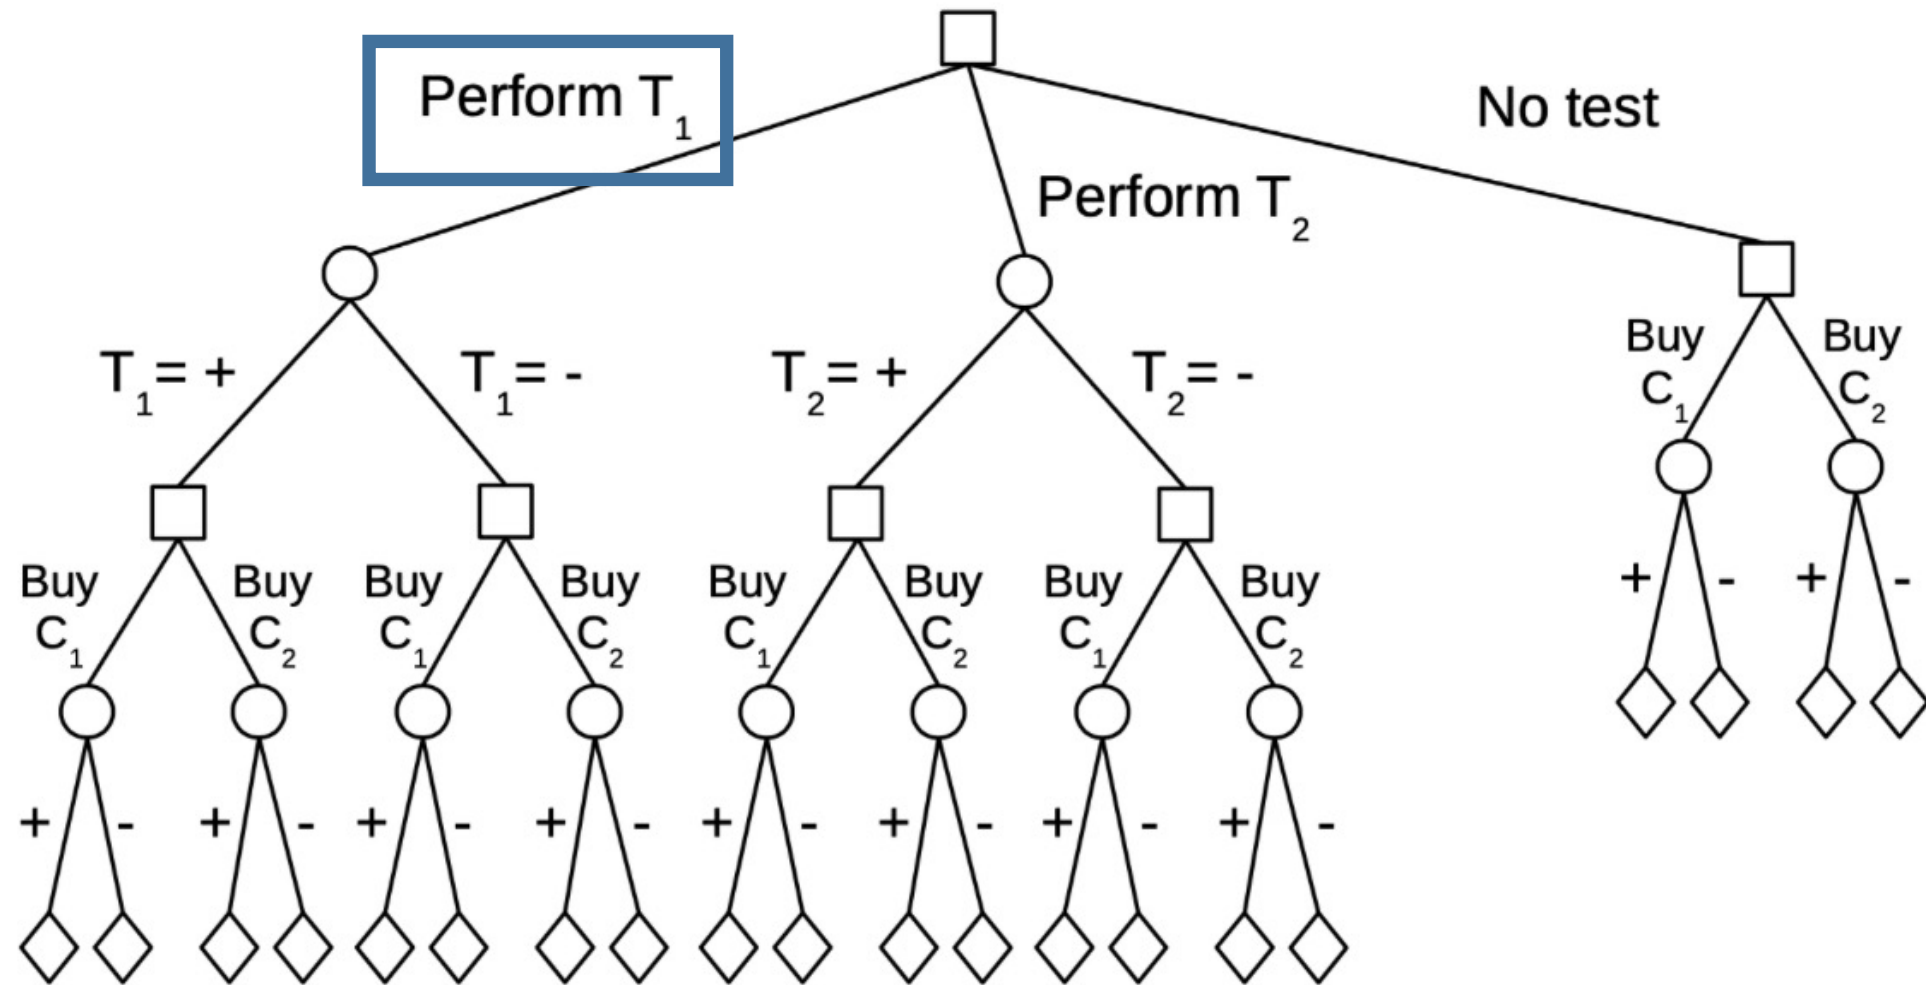 Perform T₁
No test
Perform T₂
T₁= +
T₁= -
T₂= +
T₂= -
Buy C₁
Buy C₂
Buy C₁
Buy C₂
Buy C₁
Buy C₂
Buy C₁
Buy C₂
Buy C₁
Buy C₂
+ - + -
+ - + - + - + - + - + - + - + -